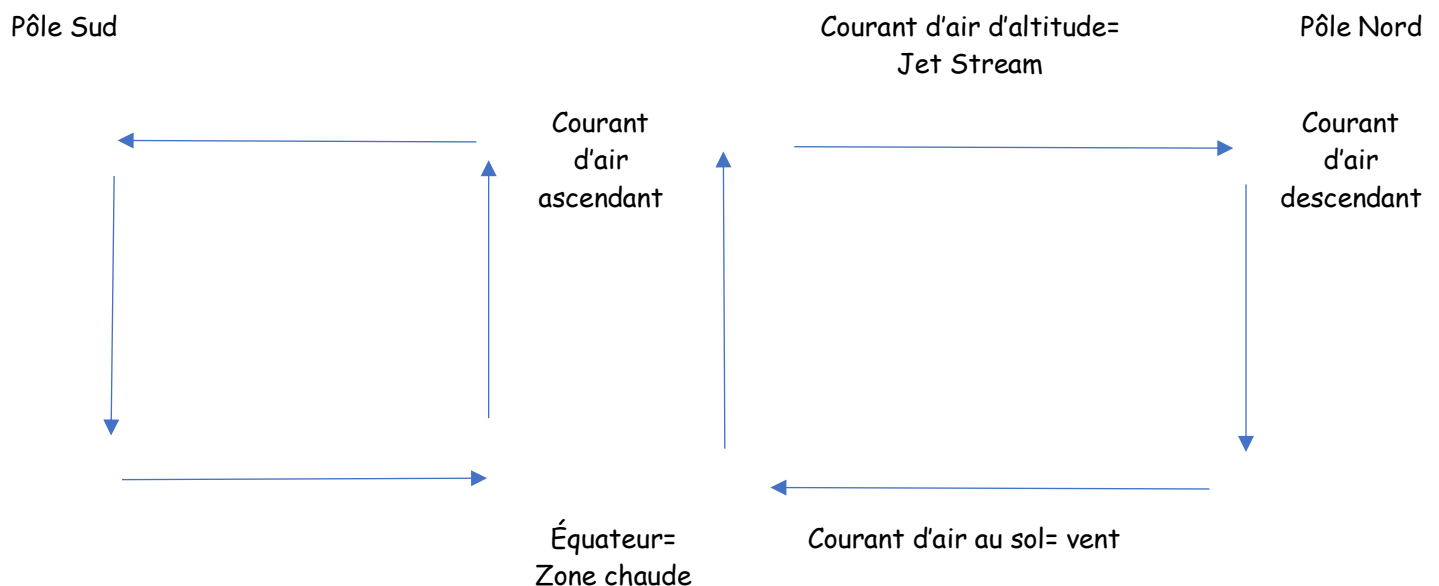 Pôle Sud
Courant d’air d’altitude=
Jet Stream
Pôle Nord
Courant
d’air
ascendant
Courant
d’air
descendant
Équateur=
Zone chaude
Courant d’air au sol= vent